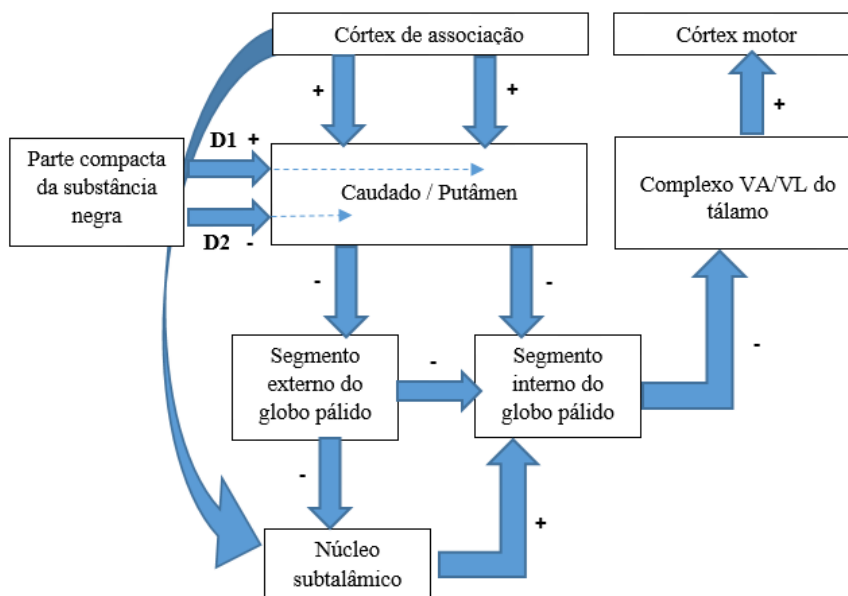 Córtex de associação
Córtex motor
+
+
+
D1 +
Parte compacta
da substância
negra
Caudado / Putâmen
Complexo VA/VL do
tálamo
D2 -
-
-
Segmento
externo do
globo pálido
-
Segmento
interno do
globo pálido
-
-
+
Núcleo
subtalâmico